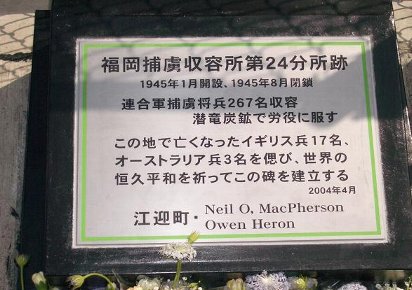 福岡捕虜収容所第24分所跡
1945年1月開設、1945年8月閉鎖
連合軍捕虜将兵267名収容
潜竜炭鉱で労役に服す
この地で亡くなったイギリス兵17名、
オーストラリア兵3名を偲び、世界の
恒久平和を祈ってこの碑を建立する
2004年4月
江迎町・Neil O, MacPherson
Owen Heron